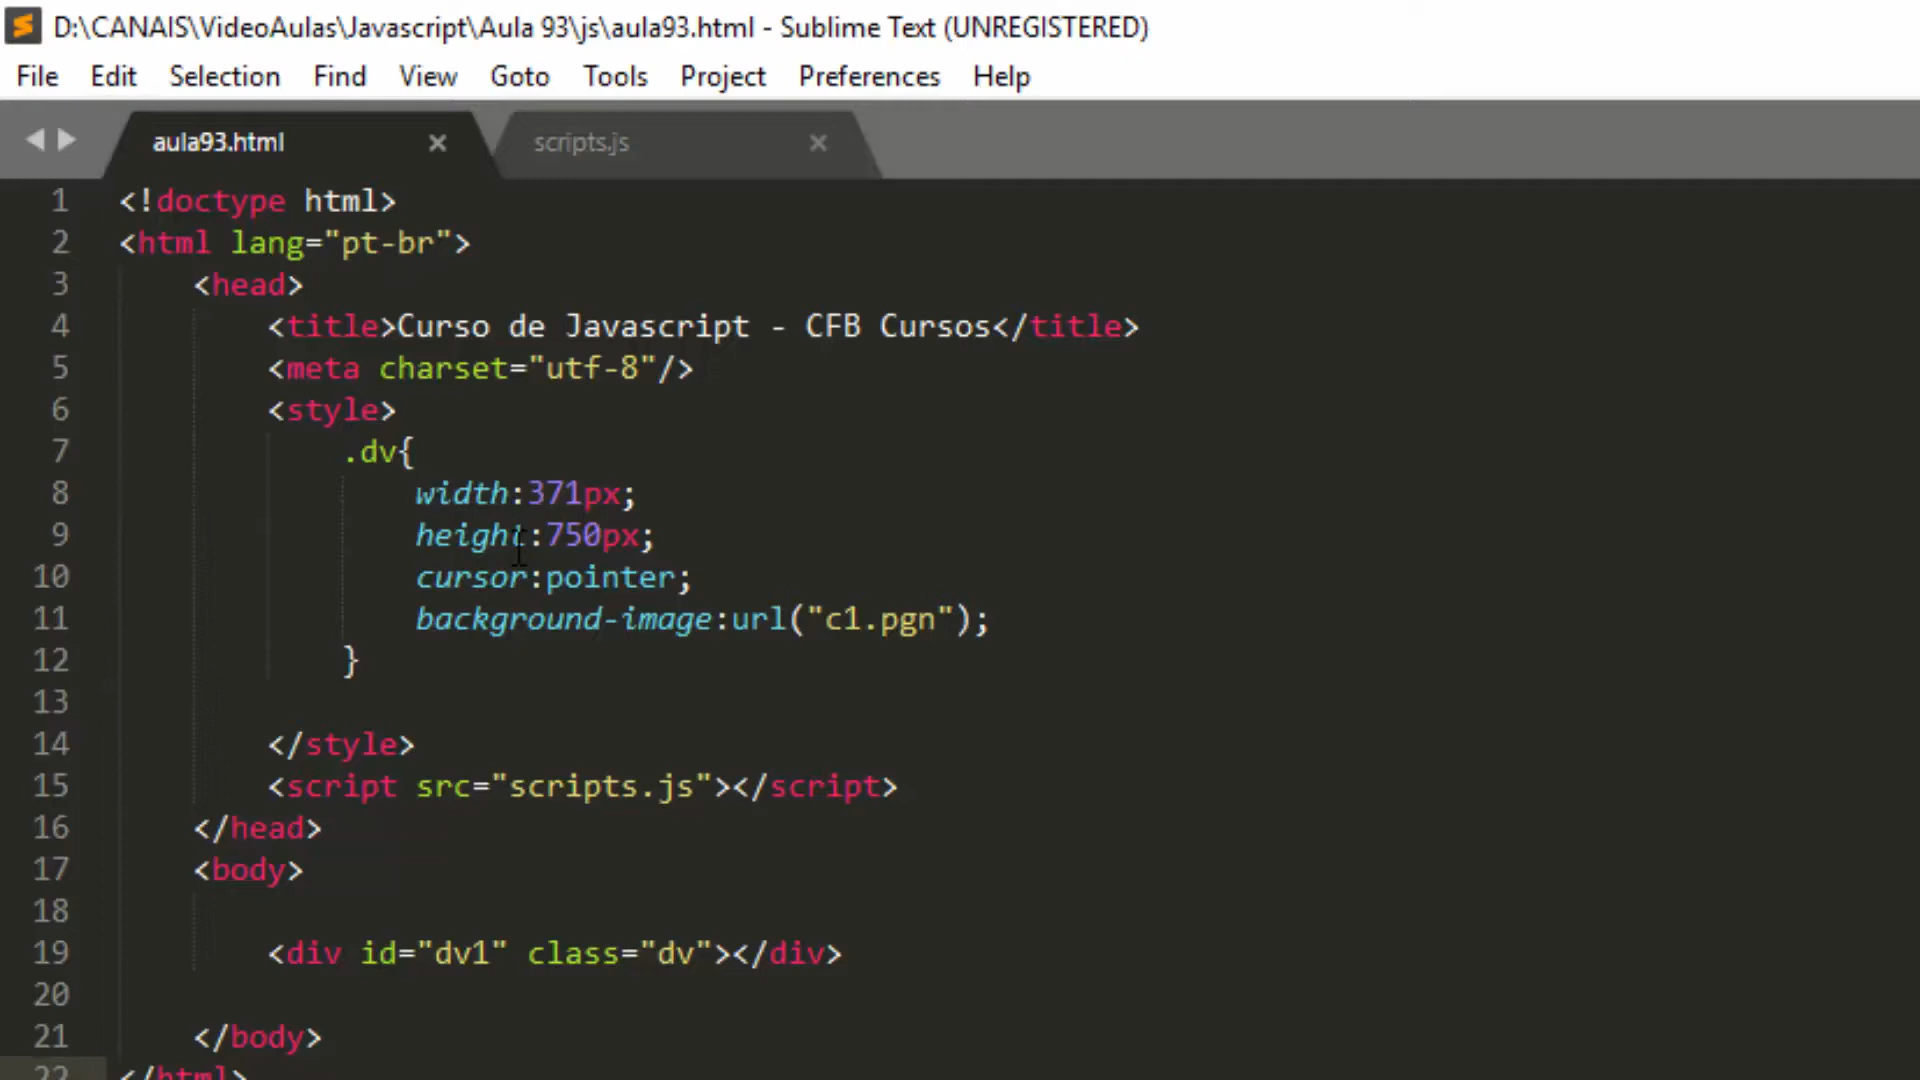 D:\CANAIS\VideoAulas\Javascript\Aula 93\js\aula93.html - Sublime Text (UNREGISTERED)
File Edit Selection Find View Goto Tools Project Preferences Help
aula93.html × scripts.js ×
1 <!doctype html>
2 <html lang="pt-br">
3 <head>
4 <title>Curso de Javascript - CFB Cursos</title>
5 <meta charset="utf-8"/>
6 <style>
7 .dv{
8 width:371px;
9 height:750px;
10 cursor:pointer;
11 background-image:url("c1.pgn");
12 }
13
14 </style>
15 <script src="scripts.js"></script>
16 </head>
17 <body>
18
19 <div id="dv1" class="dv"></div>
20
21 </body>
22 </html>